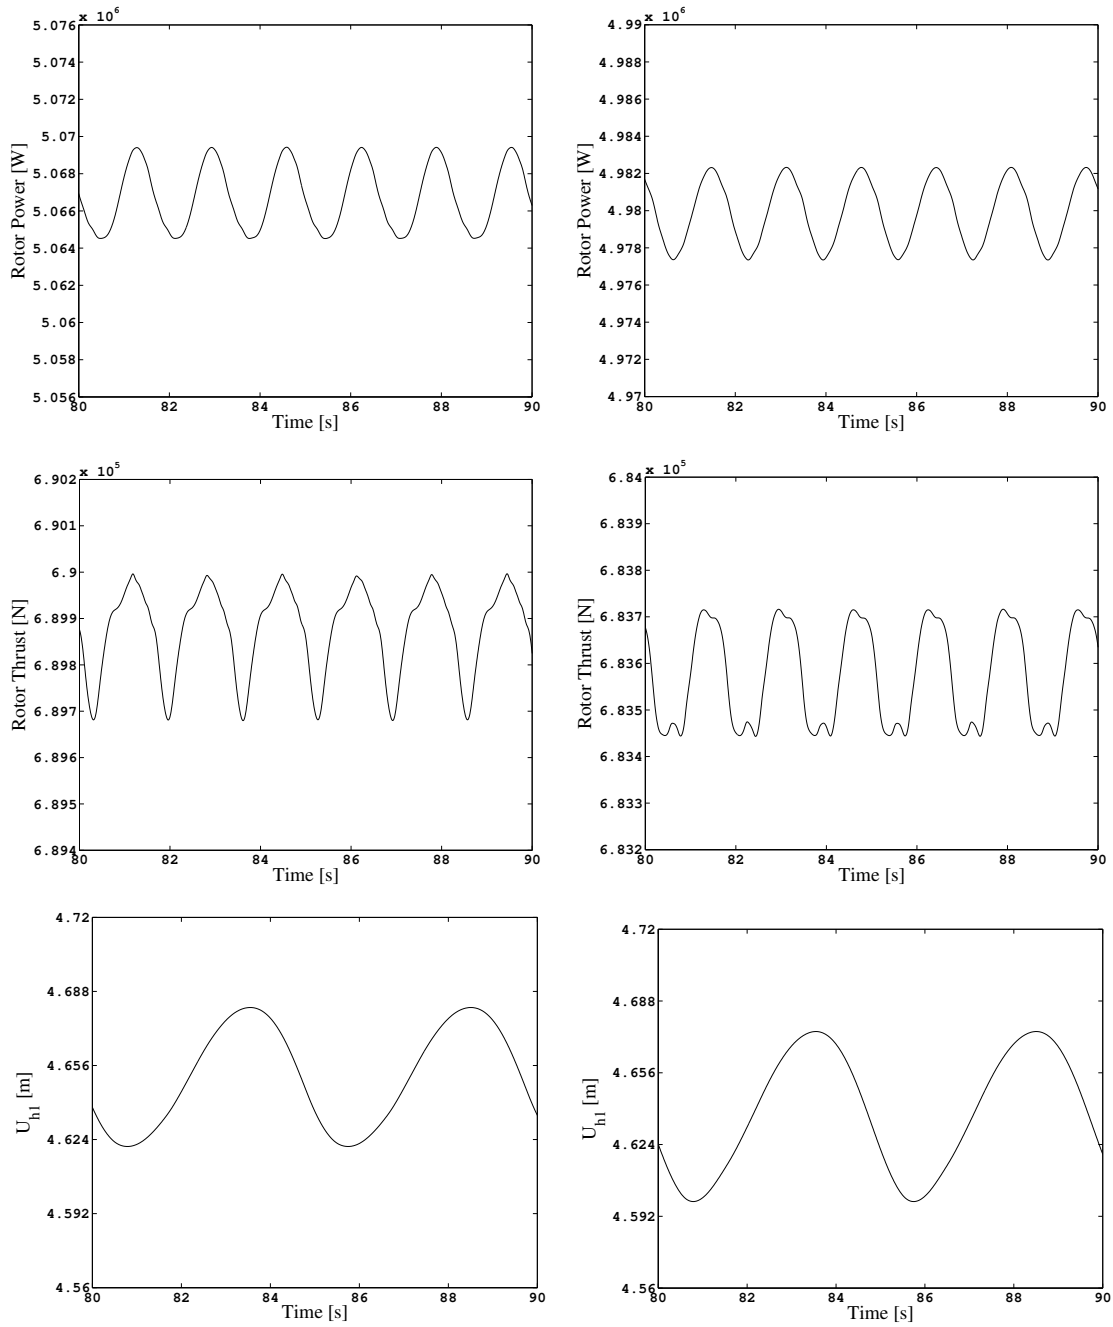 x 10^6
5.076
5.074
5.072
5.07
5.068
5.066
5.064
5.062
5.06
5.058
5.056
80 82 84 86 88 90
Rotor Power [W]
Time [s]
x 10^6
4.99
4.988
4.986
4.984
4.982
4.98
4.978
4.976
4.974
4.972
4.97
80 82 84 86 88 90
Rotor Power [W]
Time [s]
x 10^5
6.902
6.901
6.9
6.899
6.898
6.897
6.896
6.895
6.894
80 82 84 86 88 90
Rotor Thrust [N]
Time [s]
x 10^5
6.84
6.839
6.838
6.837
6.836
6.835
6.834
6.833
6.832
80 82 84 86 88 90
Rotor Thrust [N]
Time [s]
4.72
4.688
4.656
4.624
4.592
4.56
80 82 84 86 88 90
U_h1 [m]
Time [s]
4.72
4.688
4.656
4.624
4.592
4.56
80 82 84 86 88 90
U_h1 [m]
Time [s]